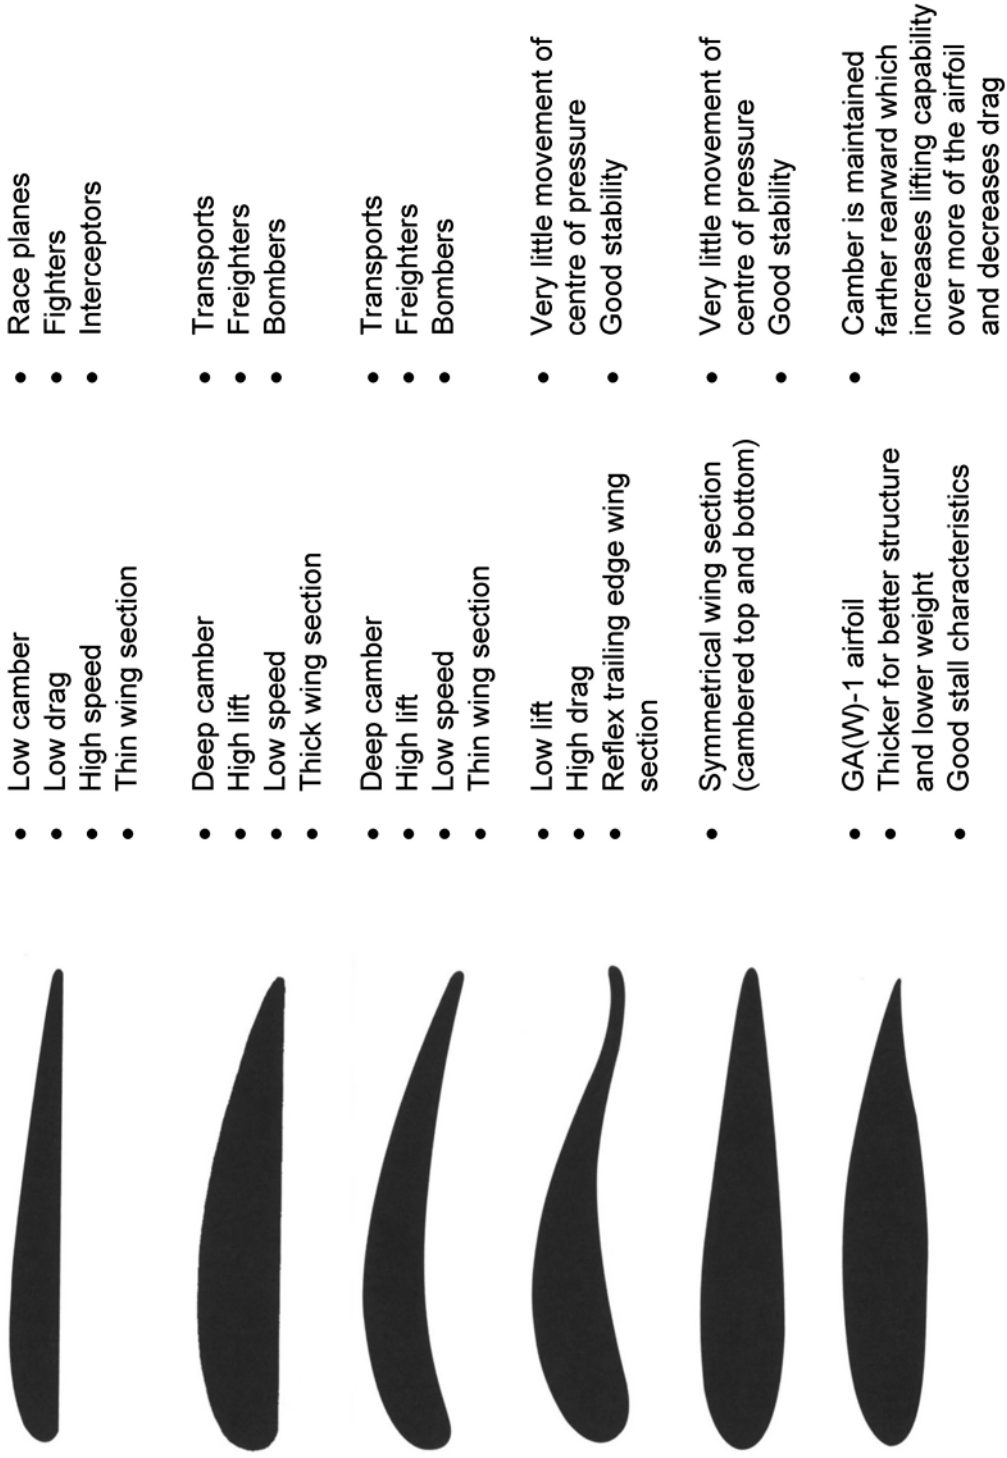 • Low camber
• Low drag
• High speed
• Thin wing section
• Race planes
• Fighters
• Interceptors
• Deep camber
• High lift
• Low speed
• Thick wing section
• Transports
• Freighters
• Bombers
• Deep camber
• High lift
• Low speed
• Thin wing section
• Transports
• Freighters
• Bombers
• Low lift
• High drag
• Reflex trailing edge wing
section
• Very little movement of
centre of pressure
• Good stability
• Symmetrical wing section
(cambered top and bottom)
• Very little movement of
centre of pressure
• Good stability
• GA(W)-1 airfoil
• Thicker for better structure
and lower weight
• Good stall characteristics
• Camber is maintained
farther rearward which
increases lifting capability
over more of the airfoil
and decreases drag